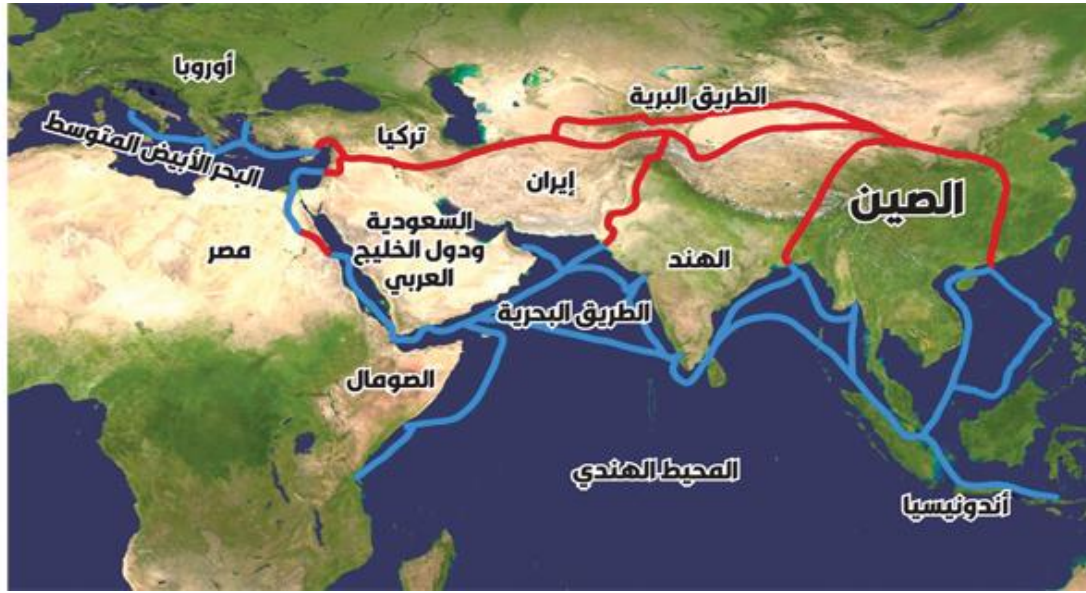 أوروبا
الطريق البرية
تركيا
البحر الأبيض المتوسط
إيران
الصين
السعودية
ودول الخليج
العربي
مصر
الهند
الطريق البحرية
الصومال
المحيط الهندي
أندونيسيا